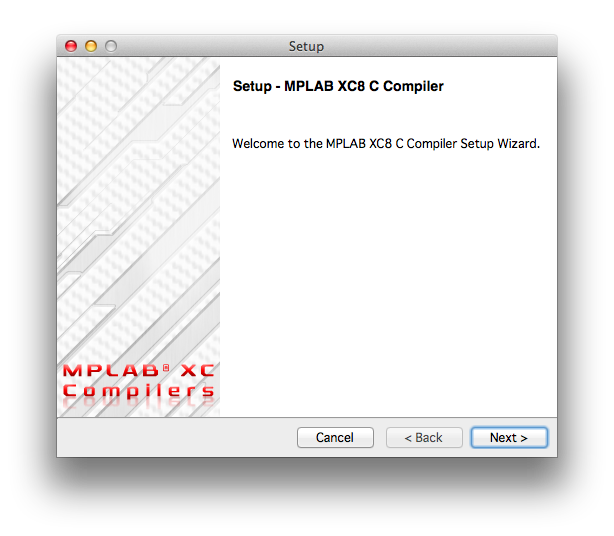 Setup
Setup - MPLAB XC8 C Compiler
Welcome to the MPLAB XC8 C Compiler Setup Wizard.
MPLAB® XC
Compilers
Cancel
< Back
Next >